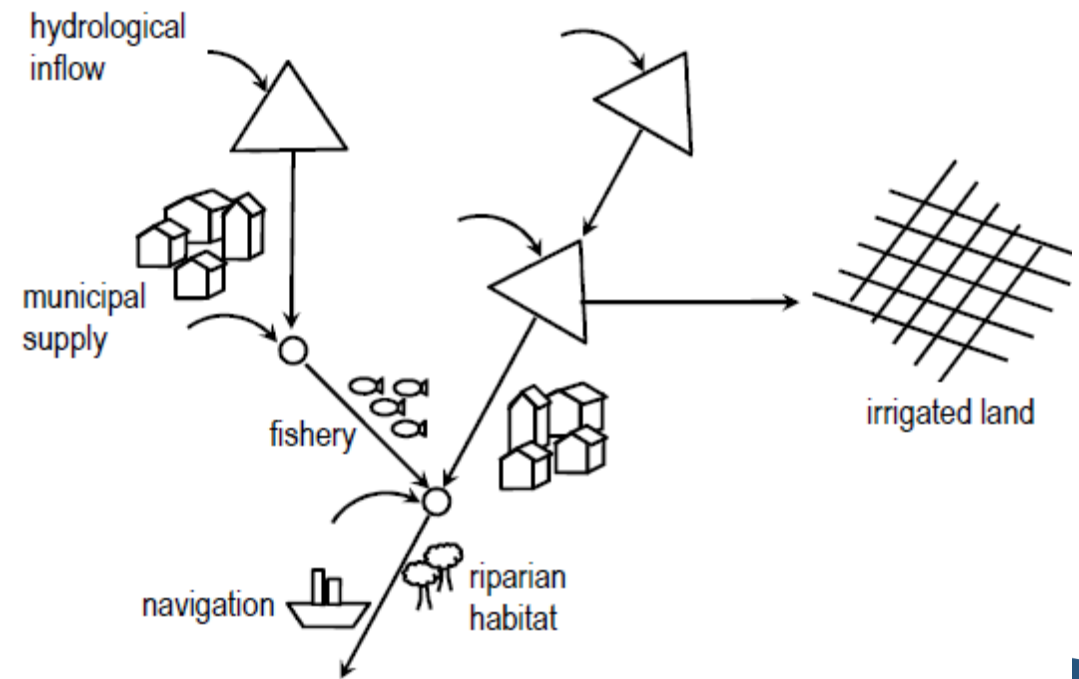 hydrological
inflow
municipal
supply
fishery
irrigated land
navigation
riparian
habitat